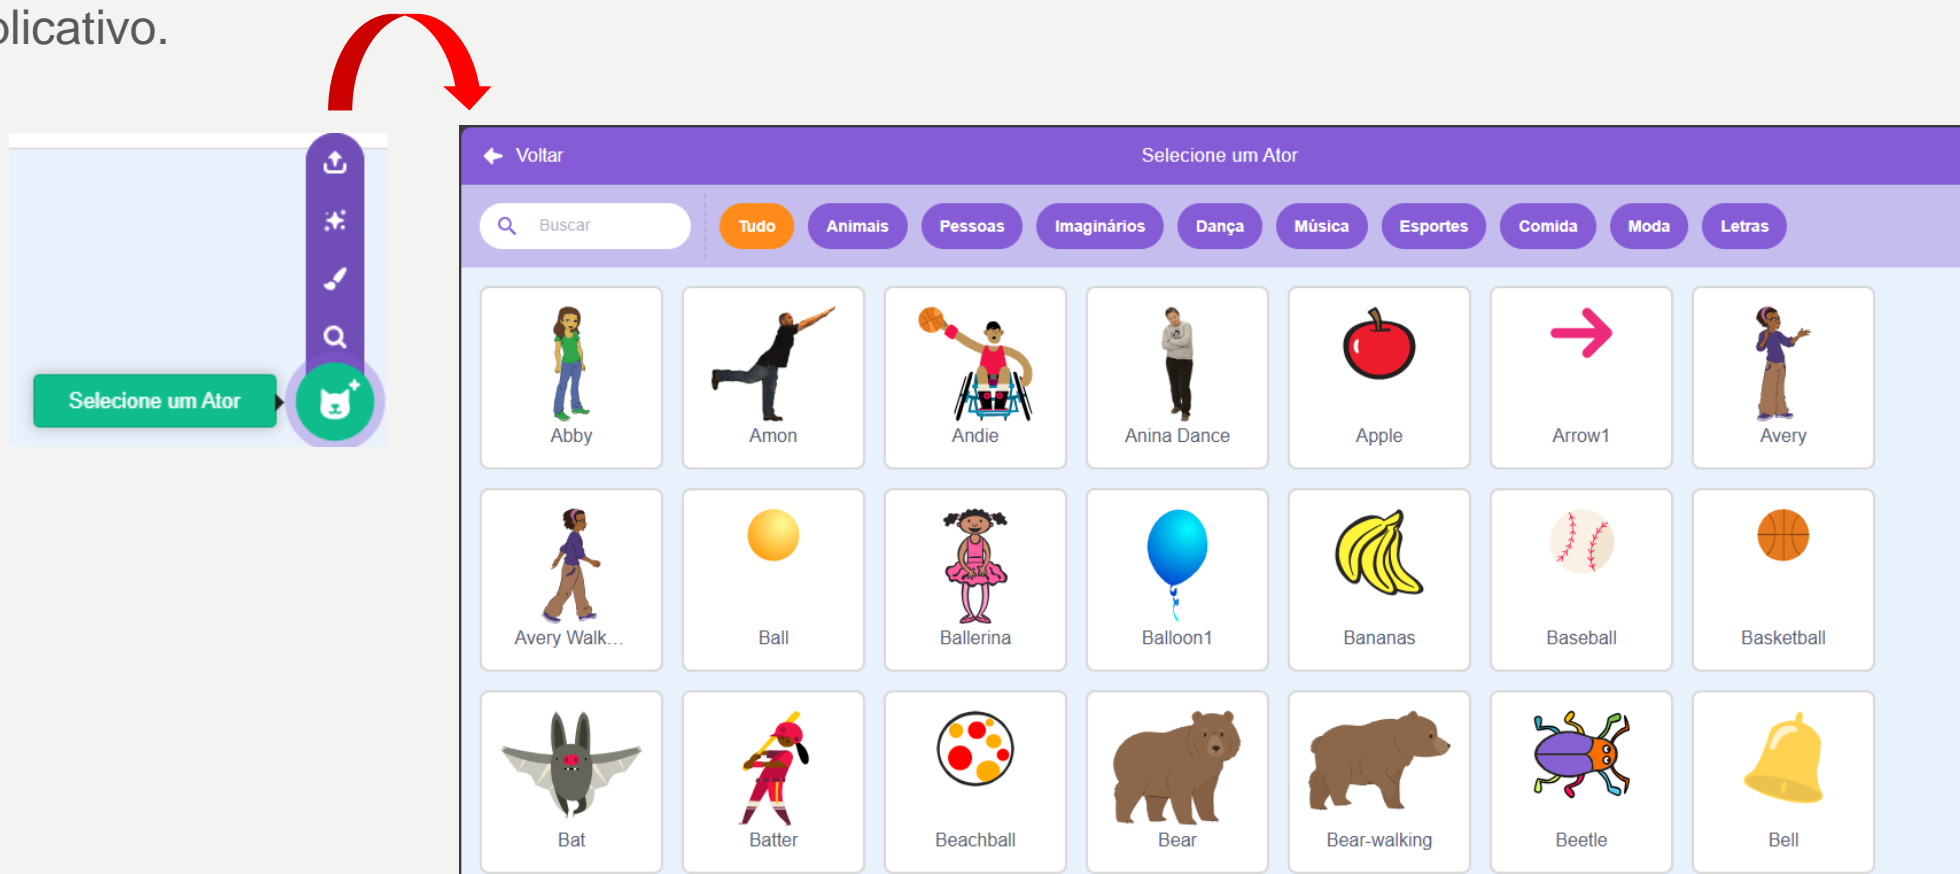 Selecione um Ator
Voltar
Selecione um Ator
Buscar
Tudo
Animais
Pessoas
Imaginários
Dança
Música
Esportes
Comida
Moda
Letras
Abby
Amon
Andie
Anina Dance
Apple
Arrow1
Avery
Avery Walk...
Ball
Ballerina
Balloon1
Bananas
Baseball
Basketball
Bat
Batter
Beachball
Bear
Bear-walking
Beetle
Bell